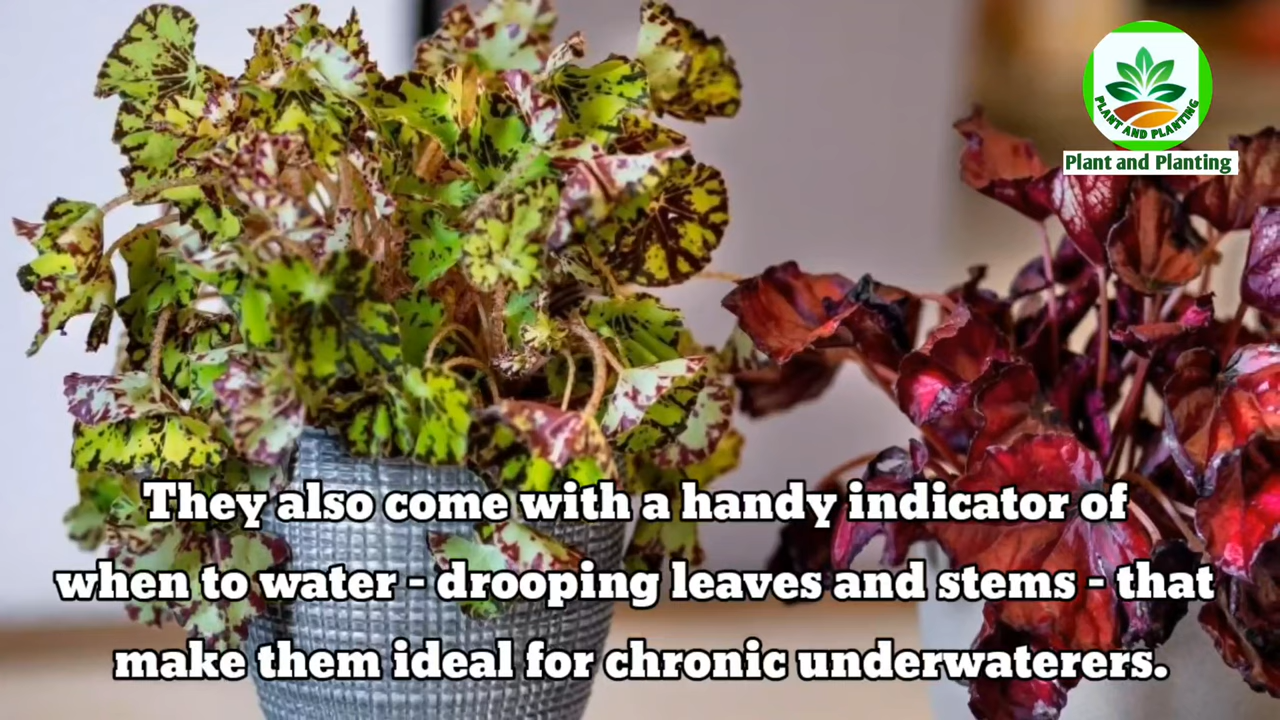 PLANT AND PLANTING
Plant and Planting
They also come with a handy indicator of
when to water - drooping leaves and stems - that
make them ideal for chronic underwaterers.